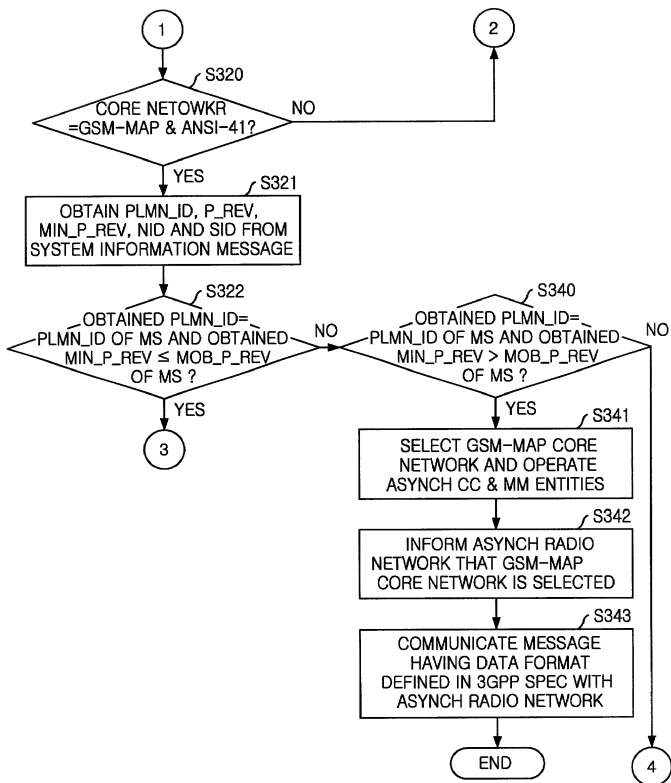 1
2
S320
CORE NETOWKR
=GSM-MAP & ANSI-41?
NO
YES
S321
OBTAIN PLMN_ID, P_REV,
MIN_P_REV, NID AND SID FROM
SYSTEM INFORMATION MESSAGE
S322
OBTAINED PLMN_ID=
PLMN_ID OF MS AND OBTAINED
MIN_P_REV ≤ MOB_P_REV
OF MS ?
NO
YES
3
S340
OBTAINED PLMN_ID=
PLMN_ID OF MS AND OBTAINED
MIN_P_REV > MOB_P_REV
OF MS ?
NO
YES
S341
SELECT GSM-MAP CORE
NETWORK AND OPERATE
ASYNCH CC & MM ENTITIES
S342
INFORM ASYNCH RADIO
NETWORK THAT GSM-MAP
CORE NETWORK IS SELECTED
S343
COMMUNICATE MESSAGE
HAVING DATA FORMAT
DEFINED IN 3GPP SPEC WITH
ASYNCH RADIO NETWORK
END
4